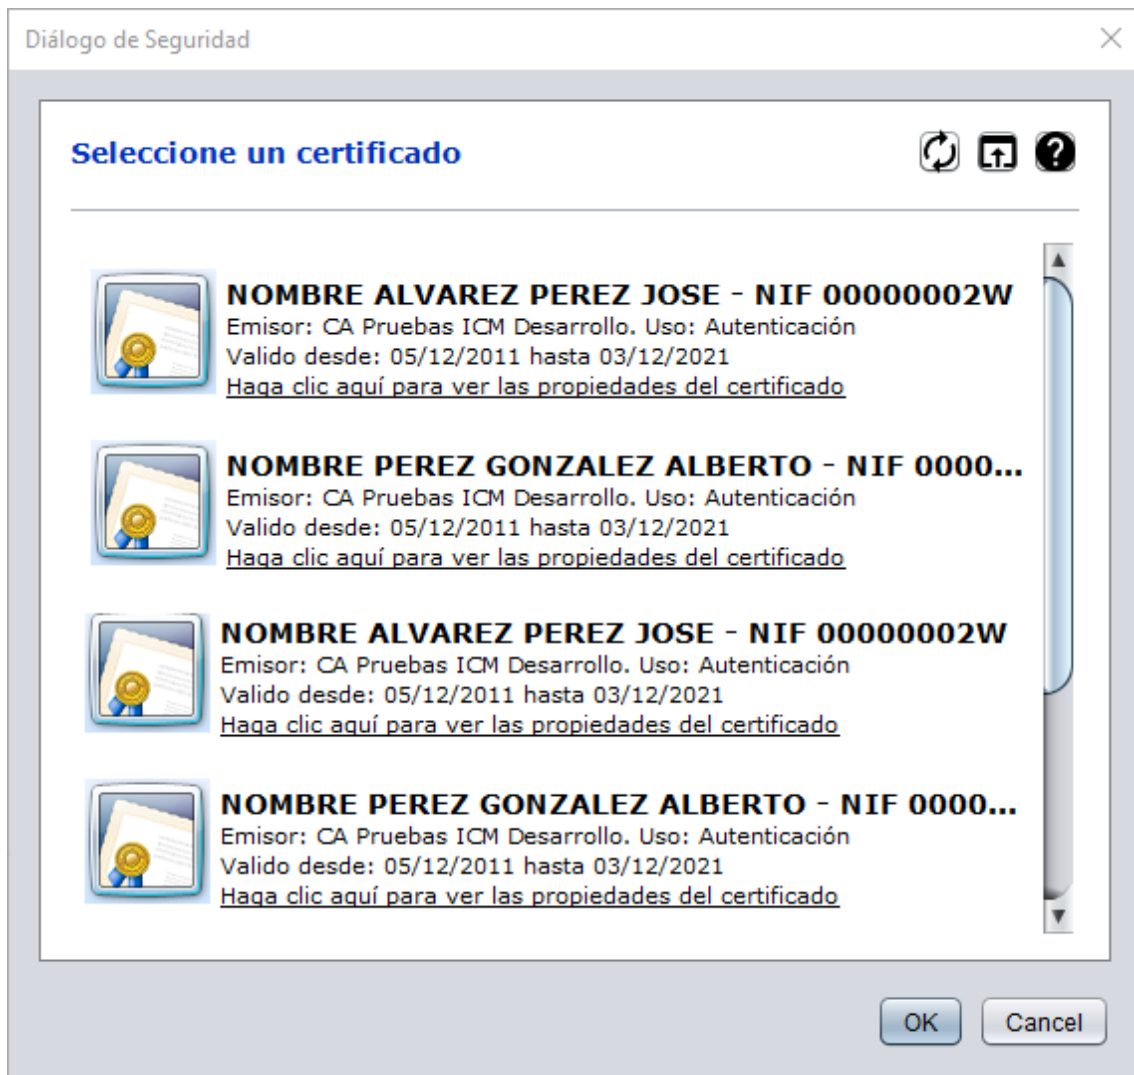 Diálogo de Seguridad
Seleccione un certificado
?
NOMBRE ALVAREZ PEREZ JOSE - NIF 00000002W
Emisor: CA Pruebas ICM Desarrollo. Uso: Autenticación
Valido desde: 05/12/2011 hasta 03/12/2021
Haga clic aquí para ver las propiedades del certificado
NOMBRE PEREZ GONZALEZ ALBERTO - NIF 0000...
Emisor: CA Pruebas ICM Desarrollo. Uso: Autenticación
Valido desde: 05/12/2011 hasta 03/12/2021
Haga clic aquí para ver las propiedades del certificado
NOMBRE ALVAREZ PEREZ JOSE - NIF 00000002W
Emisor: CA Pruebas ICM Desarrollo. Uso: Autenticación
Valido desde: 05/12/2011 hasta 03/12/2021
Haga clic aquí para ver las propiedades del certificado
NOMBRE PEREZ GONZALEZ ALBERTO - NIF 0000...
Emisor: CA Pruebas ICM Desarrollo. Uso: Autenticación
Valido desde: 05/12/2011 hasta 03/12/2021
Haga clic aquí para ver las propiedades del certificado
OK Cancel